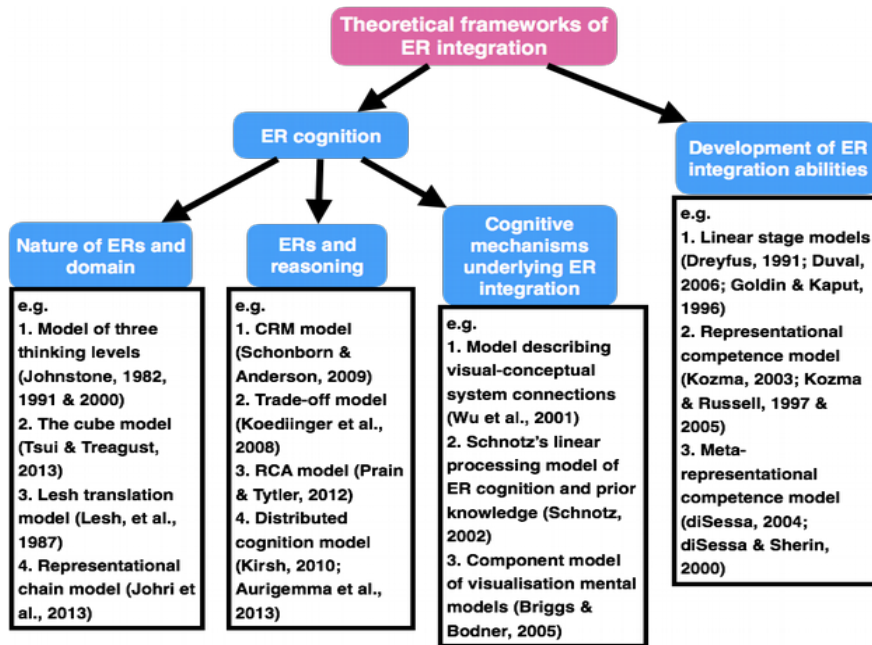 Theoretical frameworks of
ER integration
ER cognition
Development of ER
integration abilities
Nature of ERs and
domain
ERs and
reasoning
Cognitive
mechanisms
underlying ER
integration
e.g.
1. Model of three
thinking levels
(Johnstone, 1982,
1991 & 2000)
2. The cube model
(Tsui & Treagust,
2013)
3. Lesh translation
model (Lesh, et al.,
1987)
4. Representational
chain model (Johri et
al., 2013)
e.g.
1. CRM model
(Schonborn &
Anderson, 2009)
2. Trade-off model
(Koediinger et al.,
2008)
3. RCA model (Prain
& Tytler, 2012)
4. Distributed
cognition model
(Kirsh, 2010;
Aurigemma et al.,
2013)
e.g.
1. Model describing
visual-conceptual
system connections
(Wu et al., 2001)
2. Schnotz's linear
processing model of
ER cognition and prior
knowledge (Schnotz,
2002)
3. Component model
of visualisation mental
models (Briggs &
Bodner, 2005)
e.g.
1. Linear stage models
(Dreyfus, 1991; Duval,
2006; Goldin & Kaput,
1996)
2. Representational
competence model
(Kozma, 2003; Kozma
& Russell, 1997 &
2005)
3. Meta-
representational
competence model
(diSessa, 2004;
diSessa & Sherin,
2000)